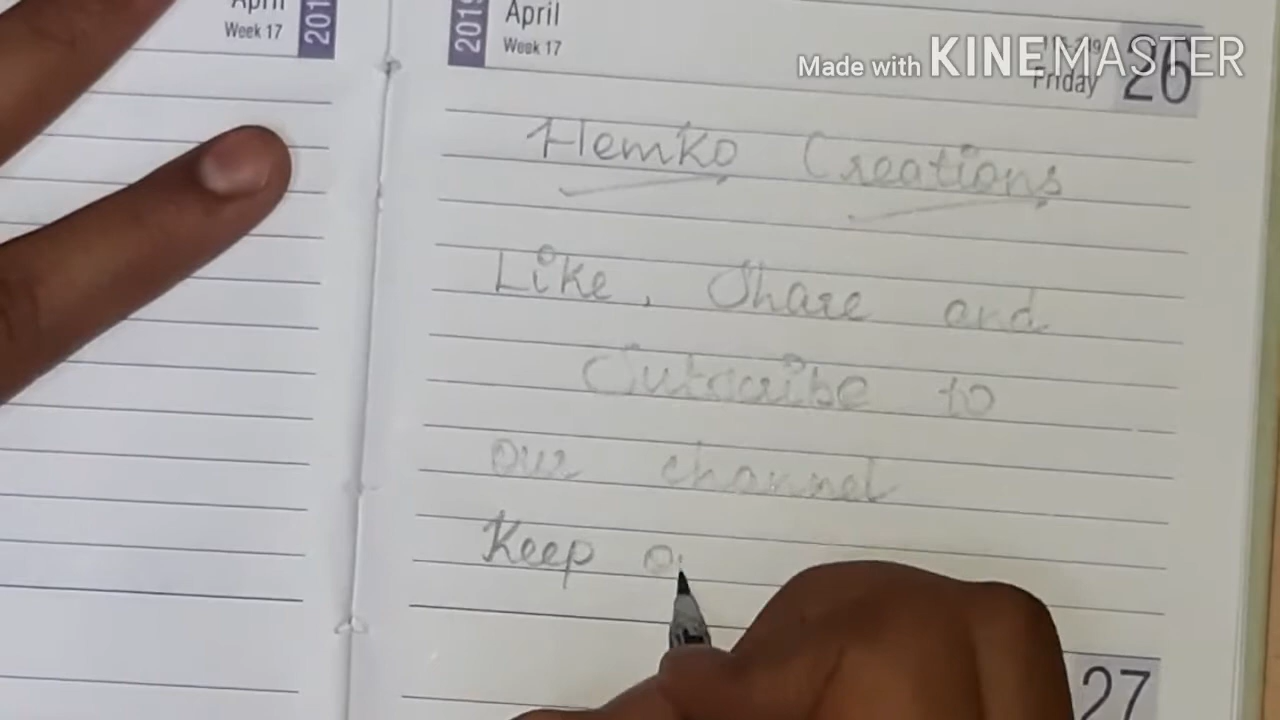 April
Week 17
201
2019
April
Week 17
26
Friday
Made with KINEMASTER
Hemko Creations
Like, Share and
Subscribe to
our channel
Keep o
27